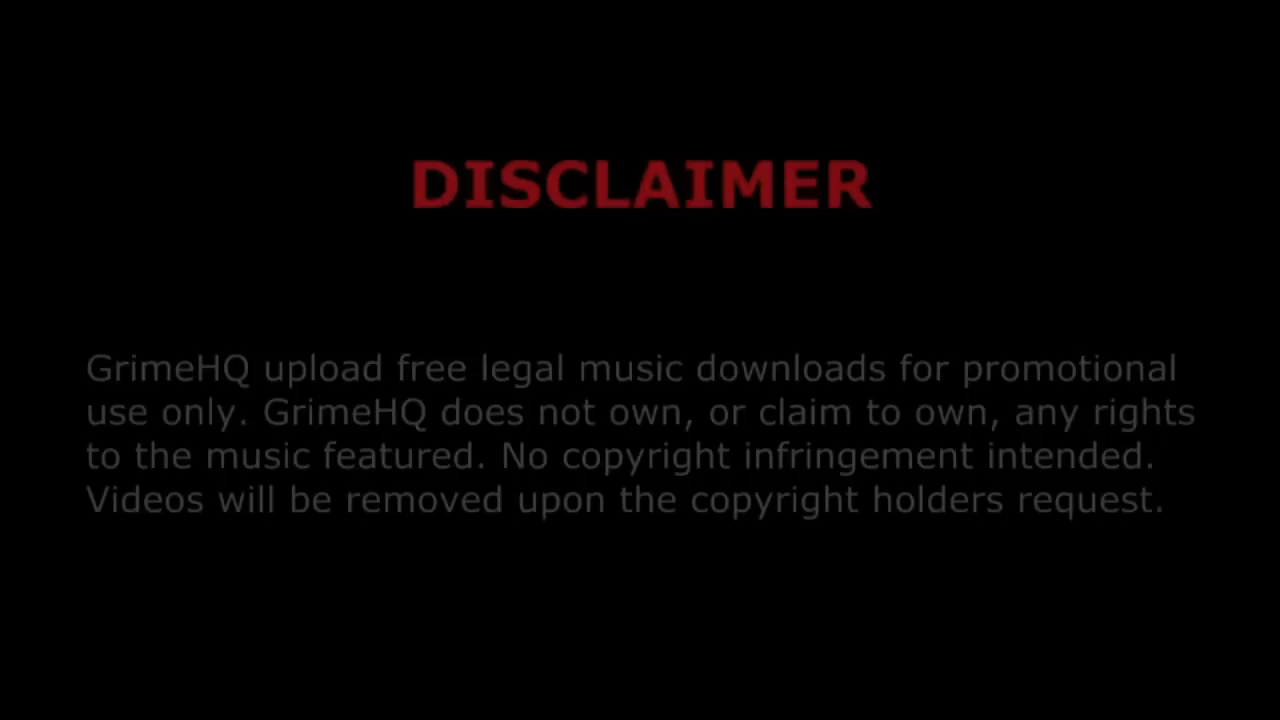 DISCLAIMER
GrimeHQ upload free legal music downloads for promotional
use only. GrimeHQ does not own, or claim to own, any rights
to the music featured. No copyright infringement intended.
Videos will be removed upon the copyright holders request.